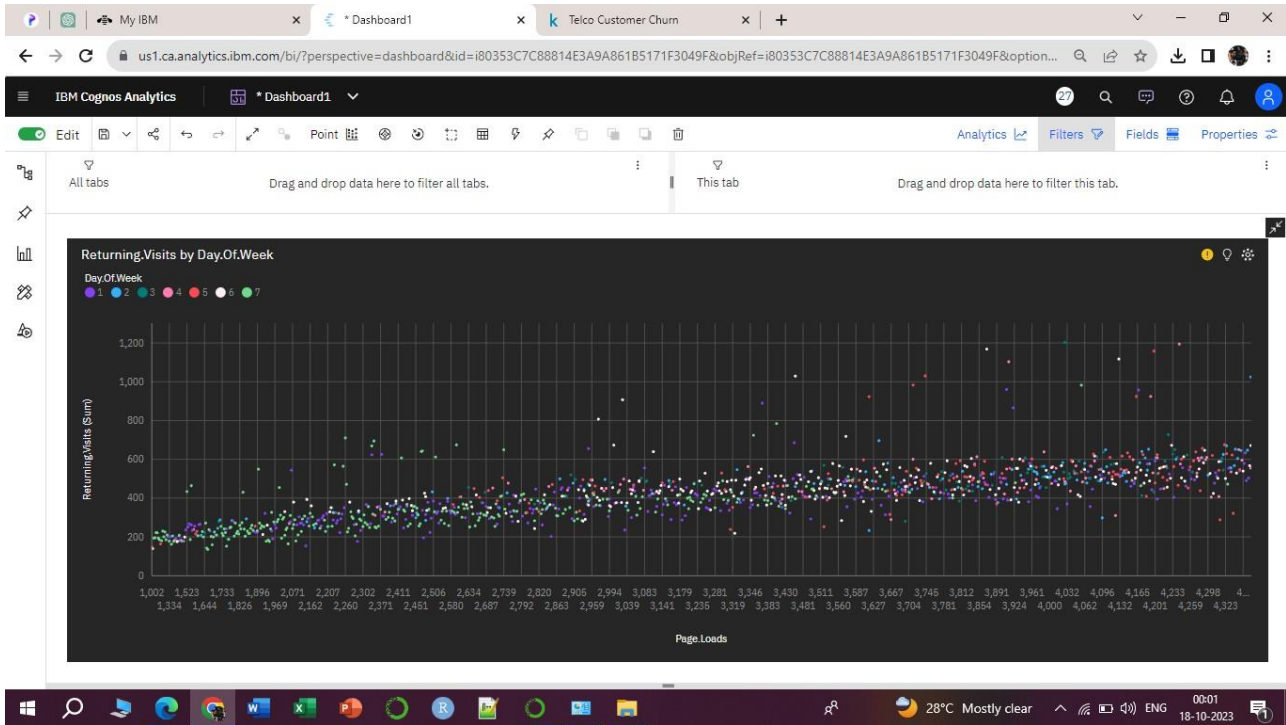 My IBM
* Dashboard1
Telco Customer Churn
us1.ca.analytics.ibm.com/bi/?perspective=dashboard&id=i80353C7C88814E3A9A861B5171F3049F&objRef=i80353C7C88814E3A9A861B5171F3049F&option...
IBM Cognos Analytics
* Dashboard1
27
Edit
Point
Analytics
Filters
Fields
Properties
All tabs
Drag and drop data here to filter all tabs.
This tab
Drag and drop data here to filter this tab.
Returning.Visits by Day.Of.Week
Day.Of.Week
1 2 3 4 5 6 7
Returning.Visits (Sum)
1,200
1,000
800
600
400
200
0
1,002 1,523 1,733 1,896 2,071 2,207 2,302 2,411 2,506 2,634 2,739 2,820 2,905 2,994 3,083 3,179 3,281 3,346 3,430 3,511 3,587 3,667 3,745 3,812 3,891 3,961 4,032 4,096 4,165 4,233 4,298 4...
1,334 1,644 1,826 1,969 2,162 2,260 2,371 2,451 2,580 2,687 2,792 2,863 2,959 3,039 3,141 3,235 3,319 3,383 3,481 3,560 3,627 3,704 3,781 3,854 3,924 4,000 4,062 4,132 4,201 4,259 4,323
Page.Loads
28°C Mostly clear
ENG
00:01
18-10-2023